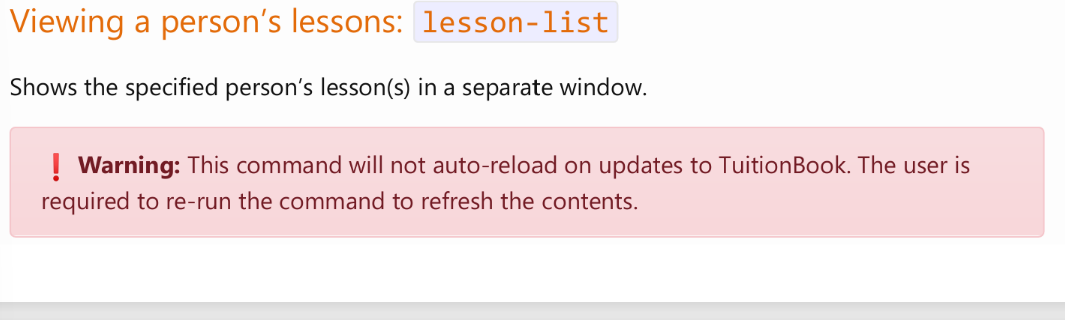 Viewing a person’s lessons: lesson-list
Shows the specified person’s lesson(s) in a separate window.
❗ Warning: This command will not auto-reload on updates to TuitionBook. The user is
required to re-run the command to refresh the contents.